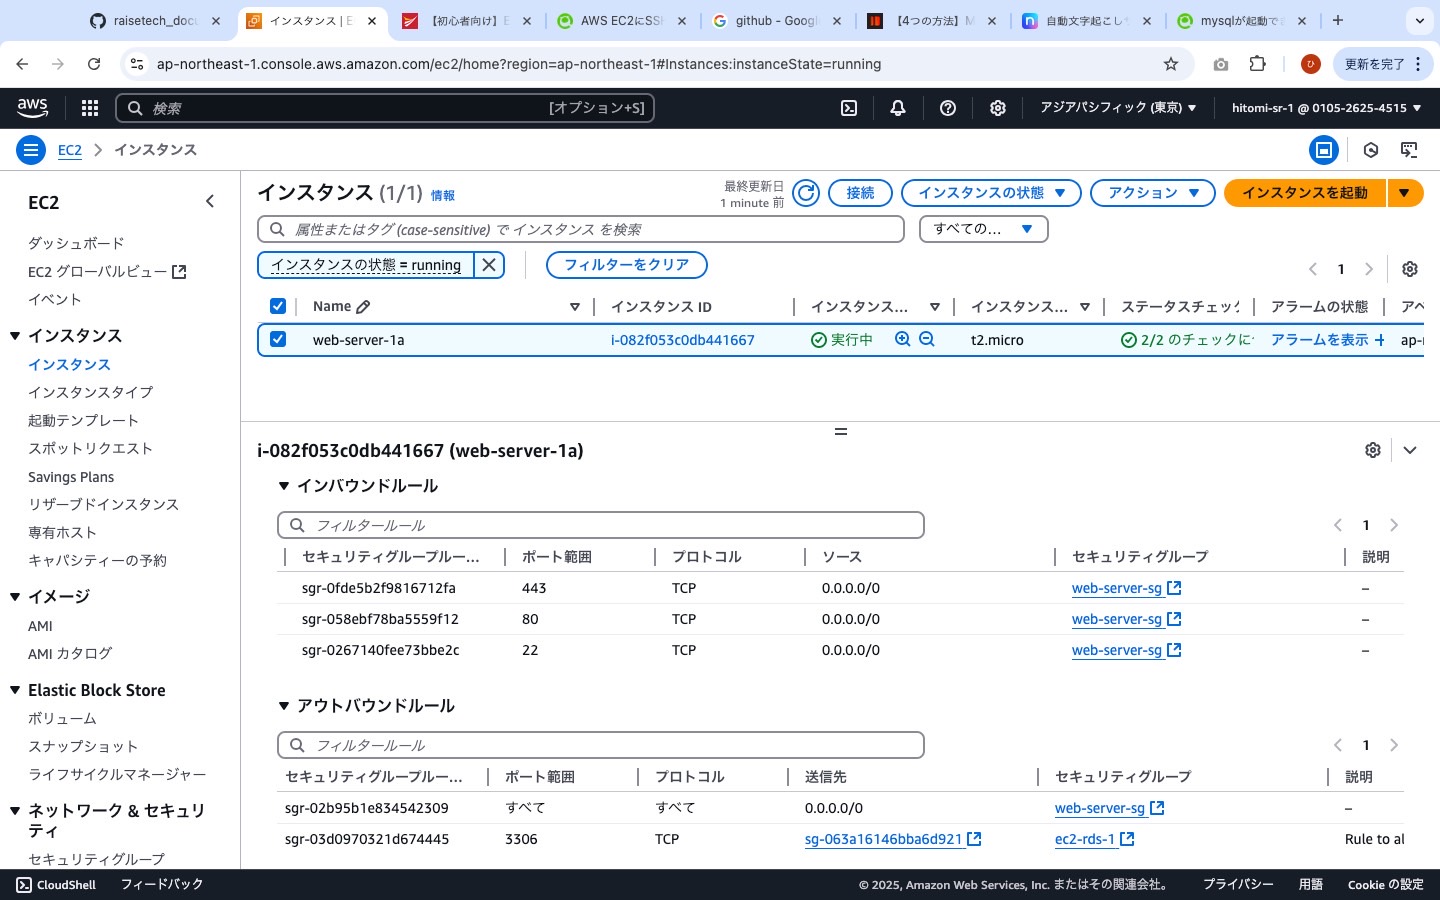 raisetech_docu
インスタンス | E
【初心者向け】E
AWS EC2にSSH
github - Google
【4つの方法】M
自動文字起こし
mysqlが起動でき
ap-northeast-1.console.aws.amazon.com/ec2/home?region=ap-northeast-1#Instances:instanceState=running
ひ
更新を完了
aws
検索
[オプション+S]
アジアパシフィック (東京) ▼
hitomi-sr-1 @ 0105-2625-4515 ▼
EC2
インスタンス
EC2
ダッシュボード
EC2 グローバルビュー
イベント
インスタンス
インスタンス
インスタンスタイプ
起動テンプレート
スポットリクエスト
Savings Plans
リザーブドインスタンス
専有ホスト
キャパシティーの予約
イメージ
AMI
AMI カタログ
Elastic Block Store
ボリューム
スナップショット
ライフサイクルマネージャー
ネットワーク & セキュリティ
セキュリティグループ
インスタンス (1/1) 情報
最終更新日
1 minute 前
接続
インスタンスの状態 ▼
アクション ▼
インスタンスを起動
属性またはタグ (case-sensitive) で インスタンス を検索
すべての...
インスタンスの状態 = running
フィルターをクリア
1
Name
インスタンス ID
インスタンス...
インスタンス...
ステータスチェック
アラームの状態
アベ
web-server-1a
i-082f053c0db441667
実行中
t2.micro
2/2 のチェックに
アラームを表示 +
i-082f053c0db441667 (web-server-1a)
インバウンドルール
フィルタールール
1
セキュリティグループルー... ポート範囲 プロトコル ソース セキュリティグループ 説明
sgr-0fde5b2f9816712fa 443 TCP 0.0.0.0/0 web-server-sg –
sgr-058ebf78ba5559f12 80 TCP 0.0.0.0/0 web-server-sg –
sgr-0267140fee73bbe2c 22 TCP 0.0.0.0/0 web-server-sg –
アウトバウンドルール
フィルタールール
1
セキュリティグループルー... ポート範囲 プロトコル 送信先 セキュリティグループ 説明
sgr-02b95b1e834542309 すべて すべて 0.0.0.0/0 web-server-sg –
sgr-03d0970321d674445 3306 TCP sg-063a16146bba6d921 ec2-rds-1 Rule to al
CloudShell
フィードバック
© 2025, Amazon Web Services, Inc. またはその関連会社。
プライバシー
用語
Cookie の設定